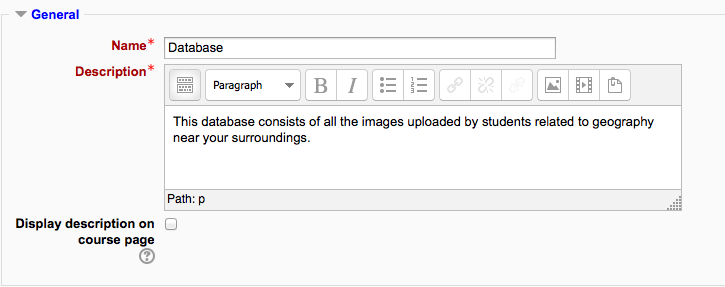 General
Name*
Database
Description*
Paragraph
B I
This database consists of all the images uploaded by students related to geography
near your surroundings.
Path: p
Display description on
course page
?